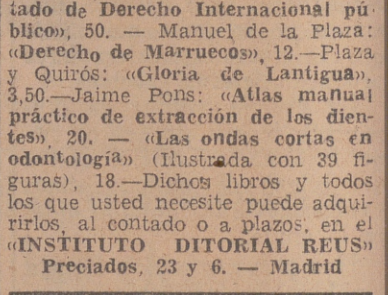 tado de Derecho Internacional pú-
blico», 50. — Manuel de la Plaza:
«Derecho de Marruecos», 12.—Plaza
y Quirós: «Gloria de Lantigua»,
3,50.—Jaime Pons: «Atlas manual
práctico de extracción de los dien-
tes», 20. — «Las ondas cortas en
odontología» (Ilustrada con 39 fi-
guras), 18.—Dichos libros y todos
los que usted necesite puede adqui-
rirlos, al contado o a plazos, en el
«INSTITUTO DITORIAL REUS»
Preciados, 23 y 6. — Madrid